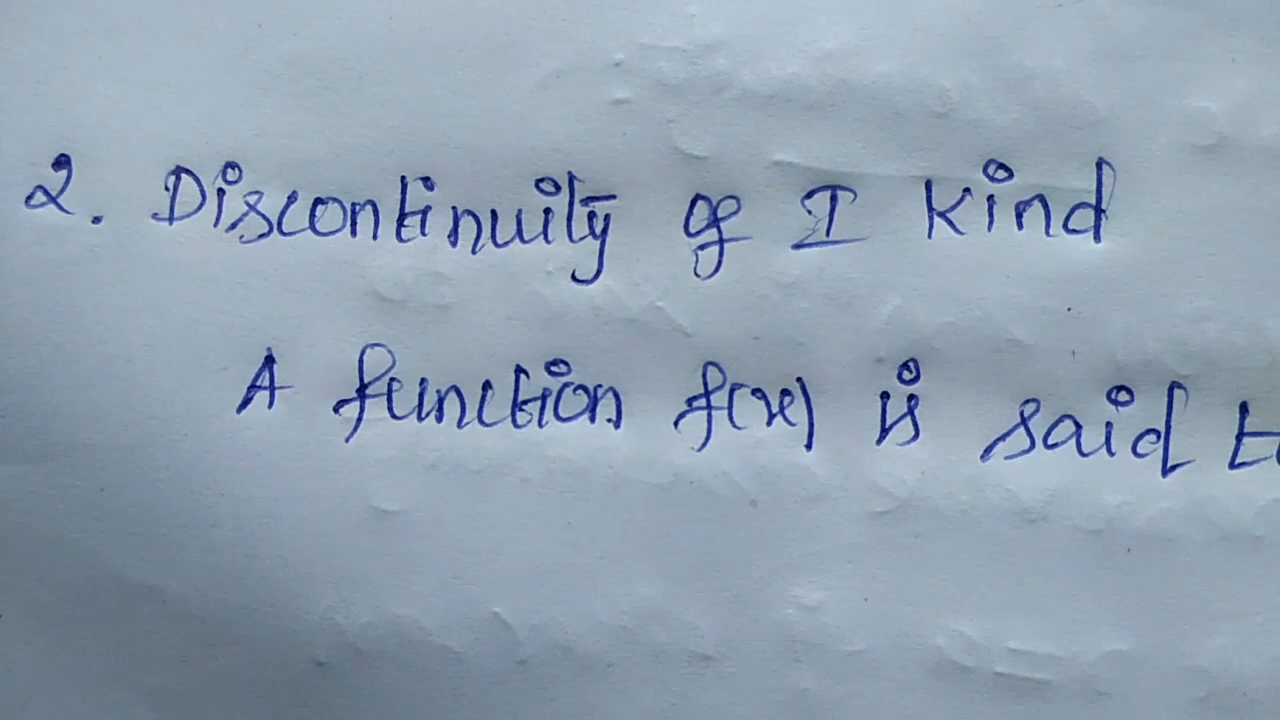 2. Discontinuity of I kind
A function f(x) is said